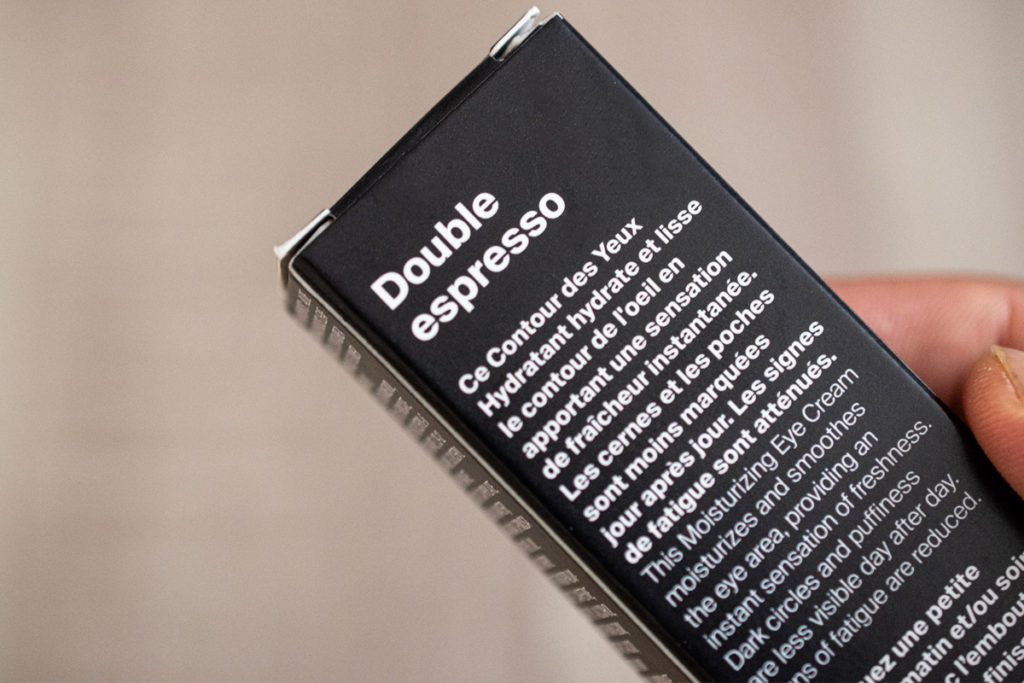 Double
espresso
Ce Contour des Yeux
Hydratant hydrate et lisse
le contour de l'oeil en
apportant une sensation
de fraîcheur instantanée.
Les cernes et les poches
sont moins marquées
jour après jour. Les signes
de fatigue sont atténués.
This Moisturizing Eye Cream
moisturizes and smoothes
the eye area, providing an
instant sensation of freshness.
Dark circles and puffiness
are less visible day after day.
of fatigue are reduced.
une petite
matin et/ou